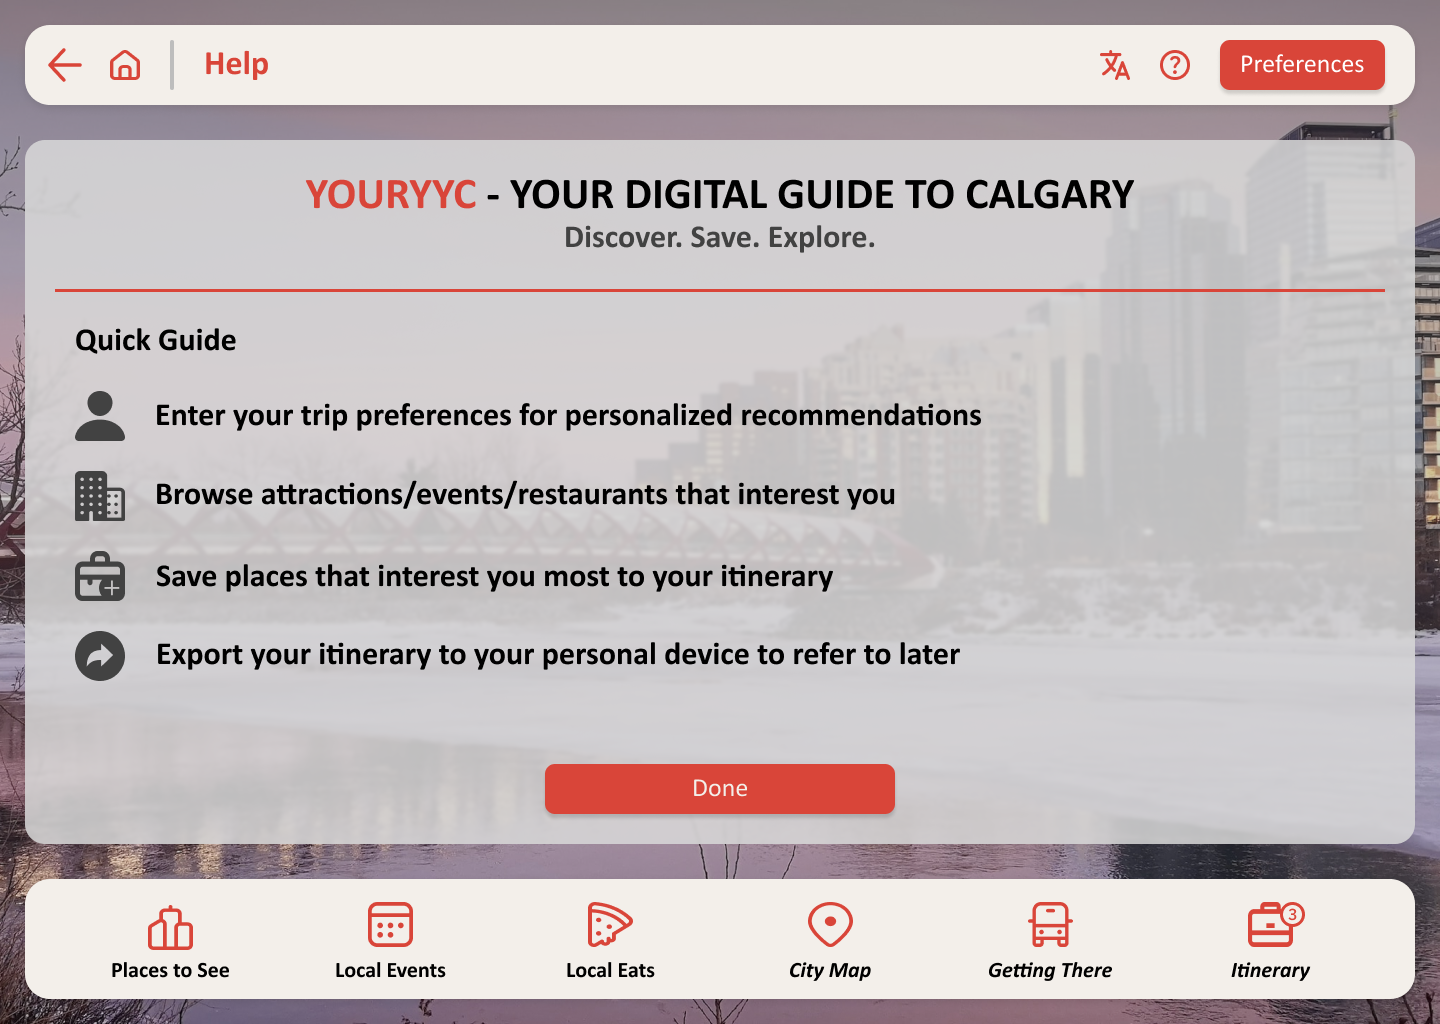 Help
Preferences
YOURYYC - YOUR DIGITAL GUIDE TO CALGARY
Discover. Save. Explore.
Quick Guide
Enter your trip preferences for personalized recommendations
Browse attractions/events/restaurants that interest you
Save places that interest you most to your itinerary
Export your itinerary to your personal device to refer to later
Done
3
Places to See
Local Events
Local Eats
City Map
Getting There
Itinerary